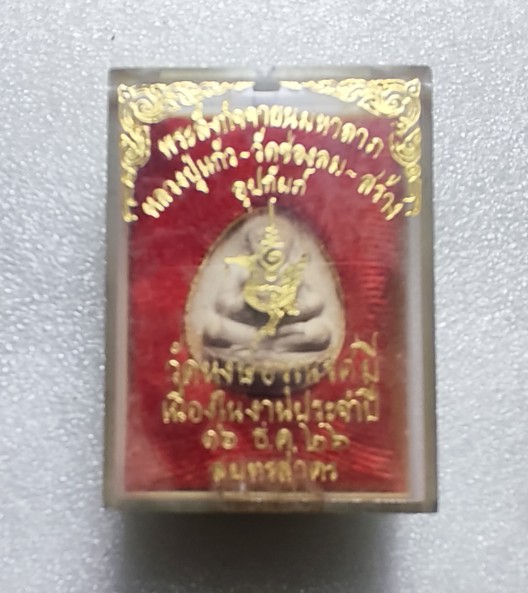 พระสังกัจจายนมหาลาภ
หลวงปู่แก้ว-วัดช่องลม-สร้าง
อุปถัมภ์
เนื่องในงานประจำปี
๑๖ ธ.ค. ๒๒
สมุทรสาคร